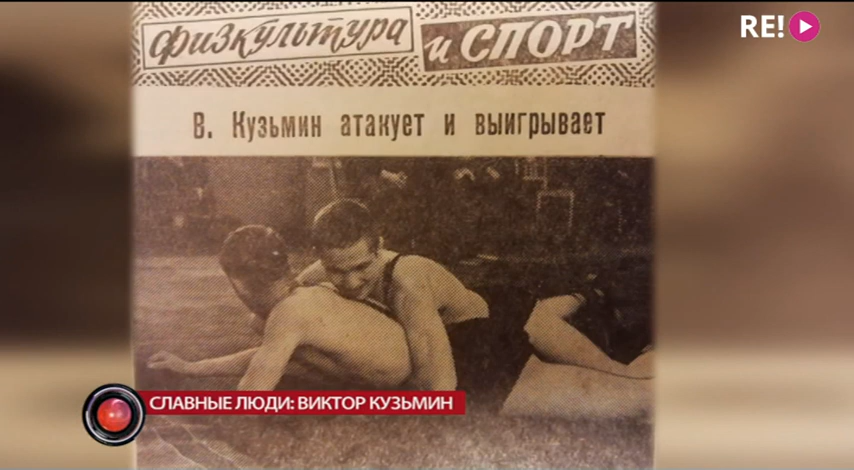 RE!
Физкультура
и СПОРТ
В. Кузьмин атакует и выигрывает
СЛАВНЫЕ ЛЮДИ: ВИКТОР КУЗЬМИН